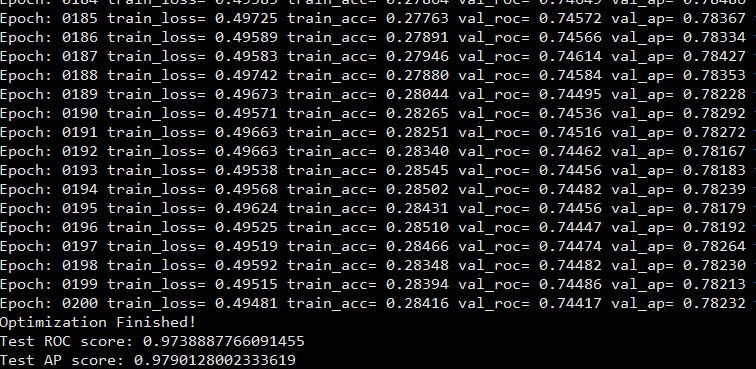 Epoch: 0184 train_loss= 0.49585 train_acc= 0.27804 val_roc= 0.74649 val_ap= 0.78480
Epoch: 0185 train_loss= 0.49725 train_acc= 0.27763 val_roc= 0.74572 val_ap= 0.78367
Epoch: 0186 train_loss= 0.49589 train_acc= 0.27891 val_roc= 0.74566 val_ap= 0.78334
Epoch: 0187 train_loss= 0.49583 train_acc= 0.27946 val_roc= 0.74614 val_ap= 0.78427
Epoch: 0188 train_loss= 0.49742 train_acc= 0.27880 val_roc= 0.74584 val_ap= 0.78353
Epoch: 0189 train_loss= 0.49673 train_acc= 0.28044 val_roc= 0.74495 val_ap= 0.78228
Epoch: 0190 train_loss= 0.49571 train_acc= 0.28265 val_roc= 0.74536 val_ap= 0.78292
Epoch: 0191 train_loss= 0.49663 train_acc= 0.28251 val_roc= 0.74516 val_ap= 0.78272
Epoch: 0192 train_loss= 0.49663 train_acc= 0.28340 val_roc= 0.74462 val_ap= 0.78167
Epoch: 0193 train_loss= 0.49538 train_acc= 0.28545 val_roc= 0.74456 val_ap= 0.78183
Epoch: 0194 train_loss= 0.49568 train_acc= 0.28502 val_roc= 0.74482 val_ap= 0.78239
Epoch: 0195 train_loss= 0.49624 train_acc= 0.28431 val_roc= 0.74456 val_ap= 0.78179
Epoch: 0196 train_loss= 0.49525 train_acc= 0.28510 val_roc= 0.74447 val_ap= 0.78192
Epoch: 0197 train_loss= 0.49519 train_acc= 0.28466 val_roc= 0.74474 val_ap= 0.78264
Epoch: 0198 train_loss= 0.49592 train_acc= 0.28348 val_roc= 0.74482 val_ap= 0.78230
Epoch: 0199 train_loss= 0.49515 train_acc= 0.28394 val_roc= 0.74486 val_ap= 0.78213
Epoch: 0200 train_loss= 0.49481 train_acc= 0.28416 val_roc= 0.74417 val_ap= 0.78232
Optimization Finished!
Test ROC score: 0.9738887766091455
Test AP score: 0.9790128002333619